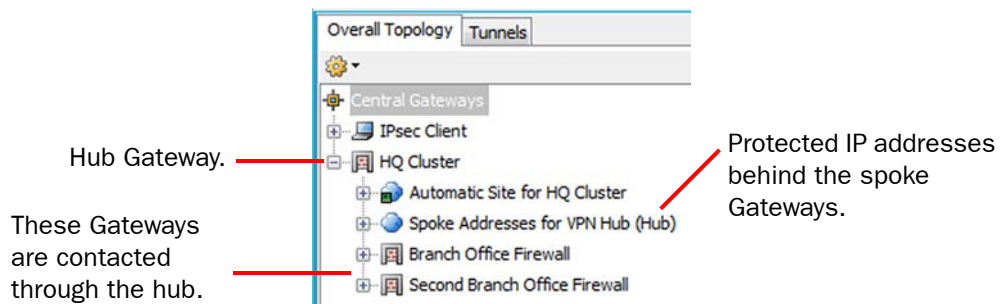 Overall Topology
Tunnels
Central Gateways
IPsec Client
Hub Gateway.
HQ Cluster
Automatic Site for HQ Cluster
Spoke Addresses for VPN Hub (Hub)
Branch Office Firewall
Second Branch Office Firewall
Protected IP addresses
behind the spoke
Gateways.
These Gateways
are contacted
through the hub.